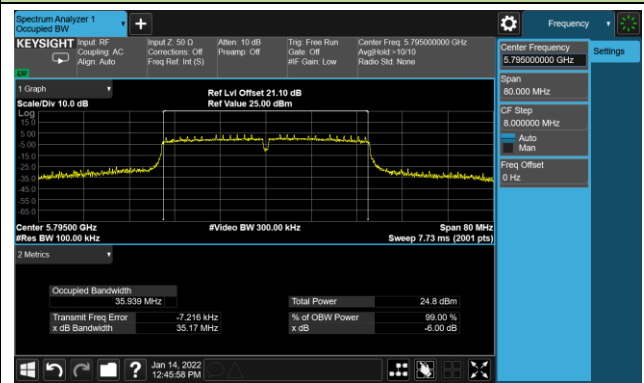 Spectrum Analyzer 1
Occupied BW
+
Frequency
KEYSIGHT
Input: RF
Coupling: AC
Align: Auto
Input Z: 50 Ω
Corrections: Off
Freq Ref: Int (S)
Atten: 10 dB
Preamp: Off
Trig: Free Run
Gate: Off
#IF Gain: Low
Center Freq: 5.795000000 GHz
Avg|Hold:>10/10
Radio Std: None
Center Frequency
5.795000000 GHz
Settings
Span
80.000 MHz
CF Step
8.000000 MHz
Auto
Man
Freq Offset
0 Hz
1 Graph
Scale/Div 10.0 dB
Ref Lvl Offset 21.10 dB
Ref Value 25.00 dBm
Log
15.0
5.00
-5.00
-15.0
-25.0
-35.0
-45.0
-55.0
-65.0
Center 5.79500 GHz
#Video BW 300.00 kHz
Span 80 MHz
#Res BW 100.00 kHz
Sweep 7.73 ms (2001 pts)
2 Metrics
Occupied Bandwidth
35.939 MHz
Total Power 24.8 dBm
Transmit Freq Error -7.216 kHz
% of OBW Power 99.00 %
x dB Bandwidth 35.17 MHz
x dB -6.00 dB
?
Jan 14, 2022
12:45:58 PM